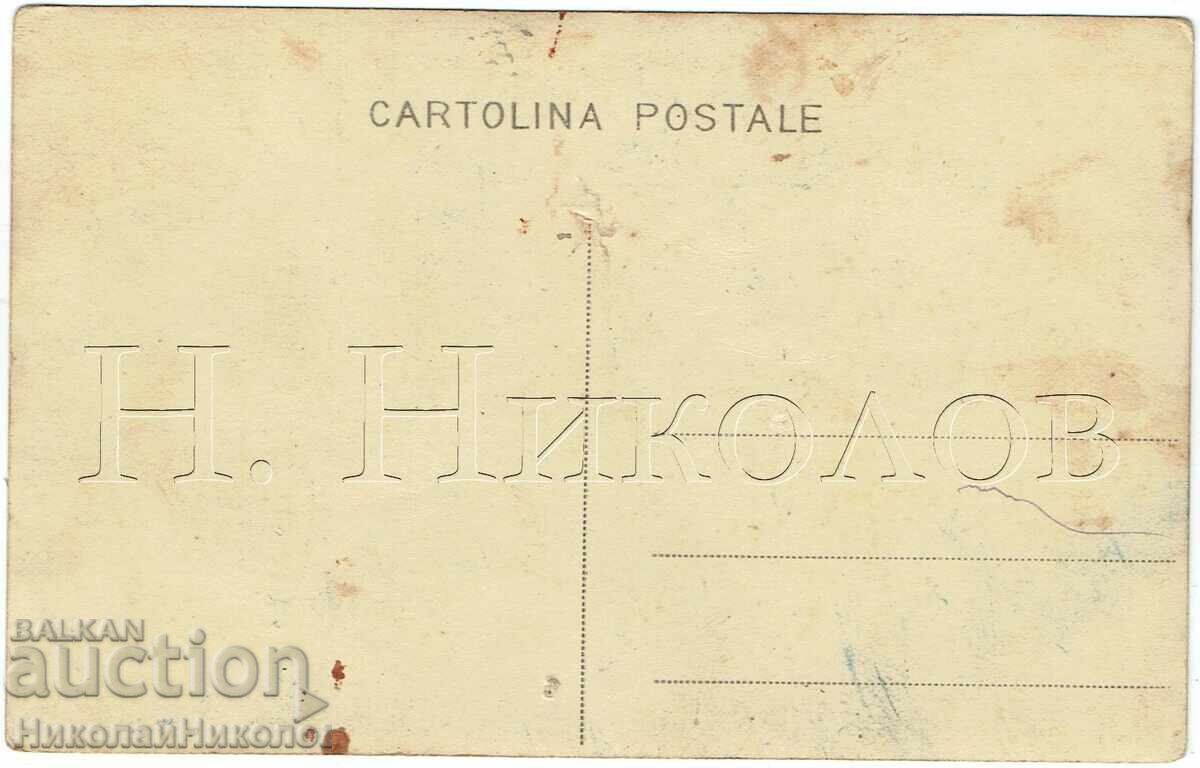 CARTOLINA POSTALE
Н. Николов
BALKAN
auction
НиколайНиколов